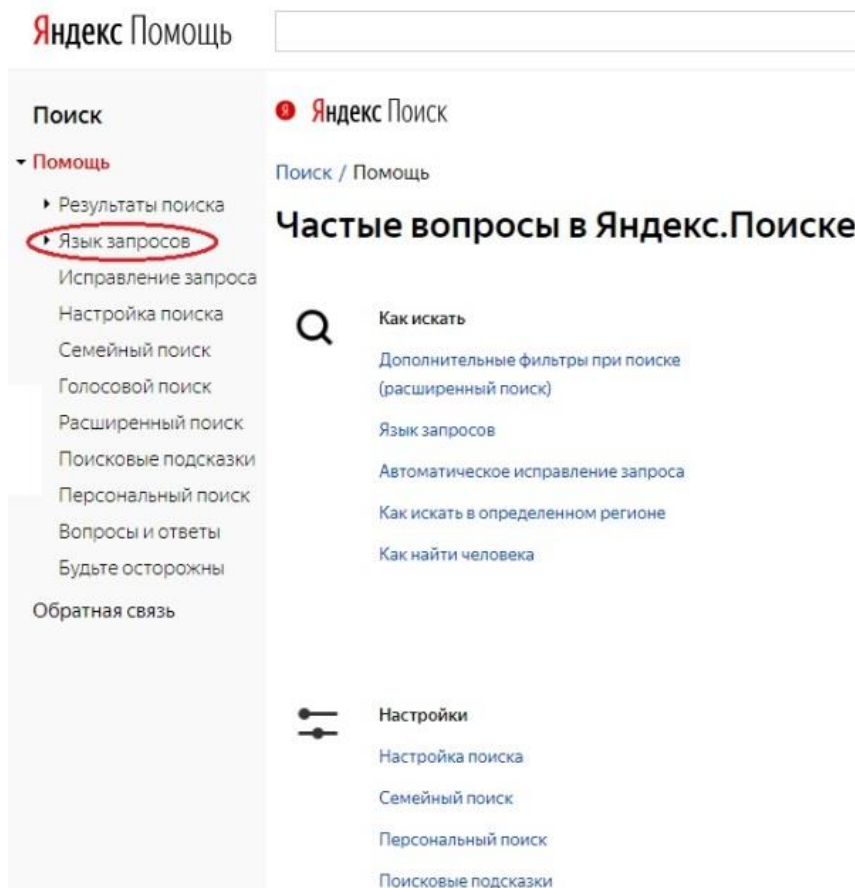 Яндекс Помощь
Поиск
Помощь
Результаты поиска
Язык запросов
Исправление запроса
Настройка поиска
Семейный поиск
Голосовой поиск
Расширенный поиск
Поисковые подсказки
Персональный поиск
Вопросы и ответы
Будьте осторожны
Обратная связь
Я Яндекс Поиск
Поиск / Помощь
Частые вопросы в Яндекс.Поиске
Как искать
Дополнительные фильтры при поиске
(расширенный поиск)
Язык запросов
Автоматическое исправление запроса
Как искать в определенном регионе
Как найти человека
Настройки
Настройка поиска
Семейный поиск
Персональный поиск
Поисковые подсказки